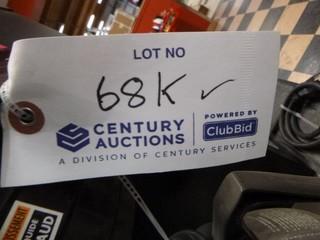 LOT NO
68K ✓
CENTURY AUCTIONS
POWERED BY
ClubBid
A DIVISION OF CENTURY SERVICES